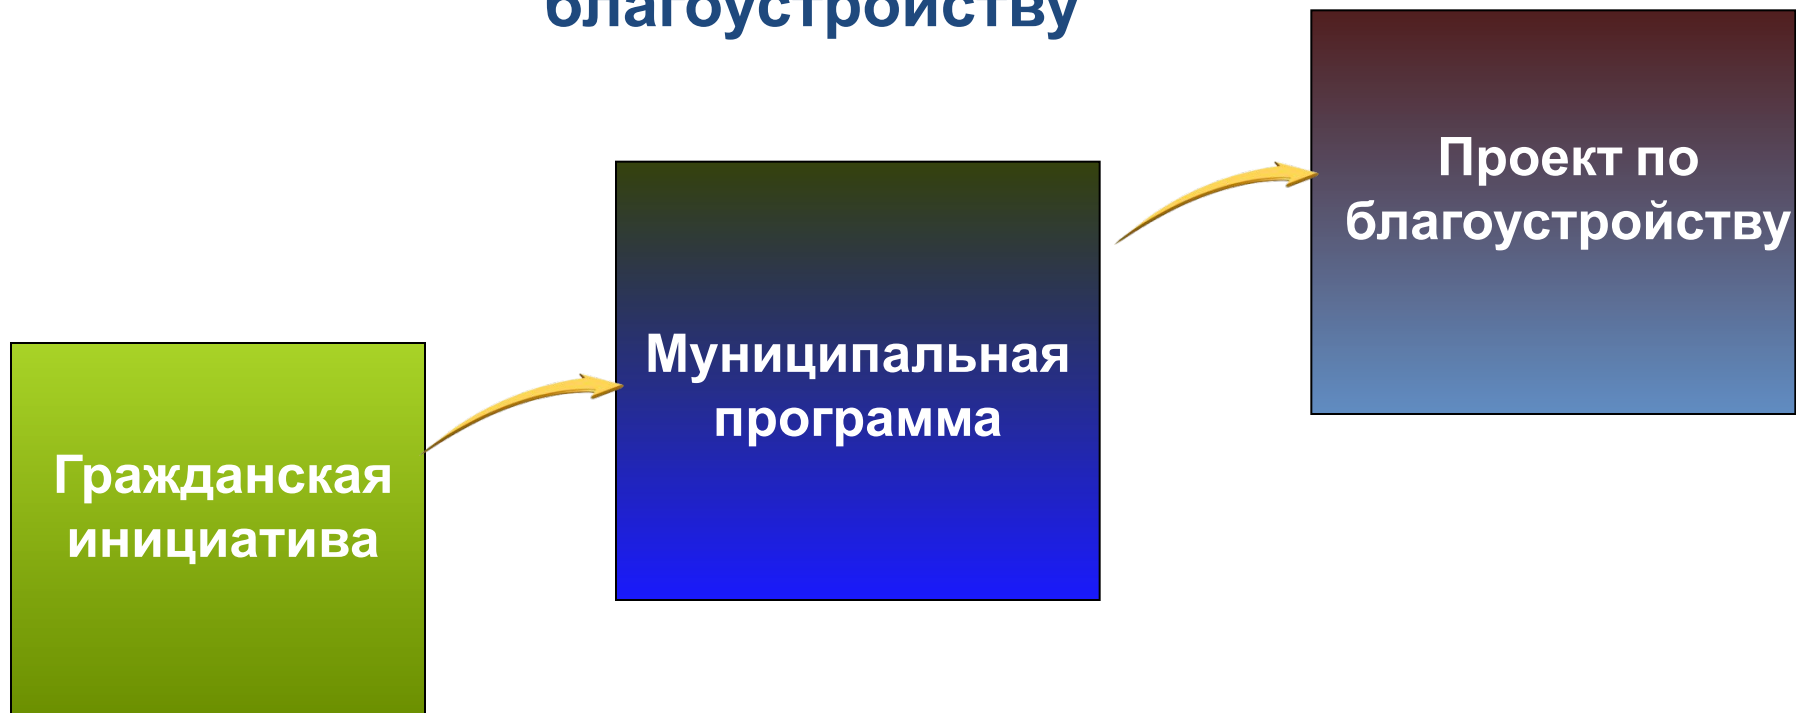 благоустройству
Проект по
благоустройству
Муниципальная
программа
Гражданская
инициатива